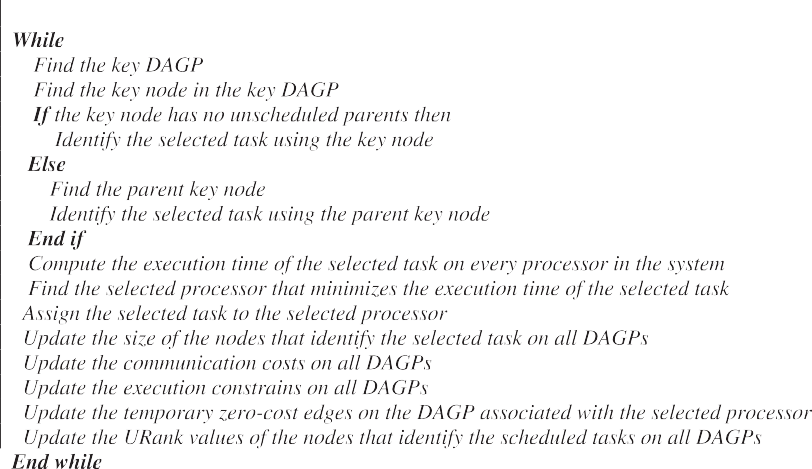 While
Find the key DAGP
Find the key node in the key DAGP
If the key node has no unscheduled parents then
Identify the selected task using the key node
Else
Find the parent key node
Identify the selected task using the parent key node
End if
Compute the execution time of the selected task on every processor in the system
Find the selected processor that minimizes the execution time of the selected task
Assign the selected task to the selected processor
Update the size of the nodes that identify the selected task on all DAGPs
Update the communication costs on all DAGPs
Update the execution constrains on all DAGPs
Update the temporary zero-cost edges on the DAGP associated with the selected processor
Update the URank values of the nodes that identify the scheduled tasks on all DAGPs
End while